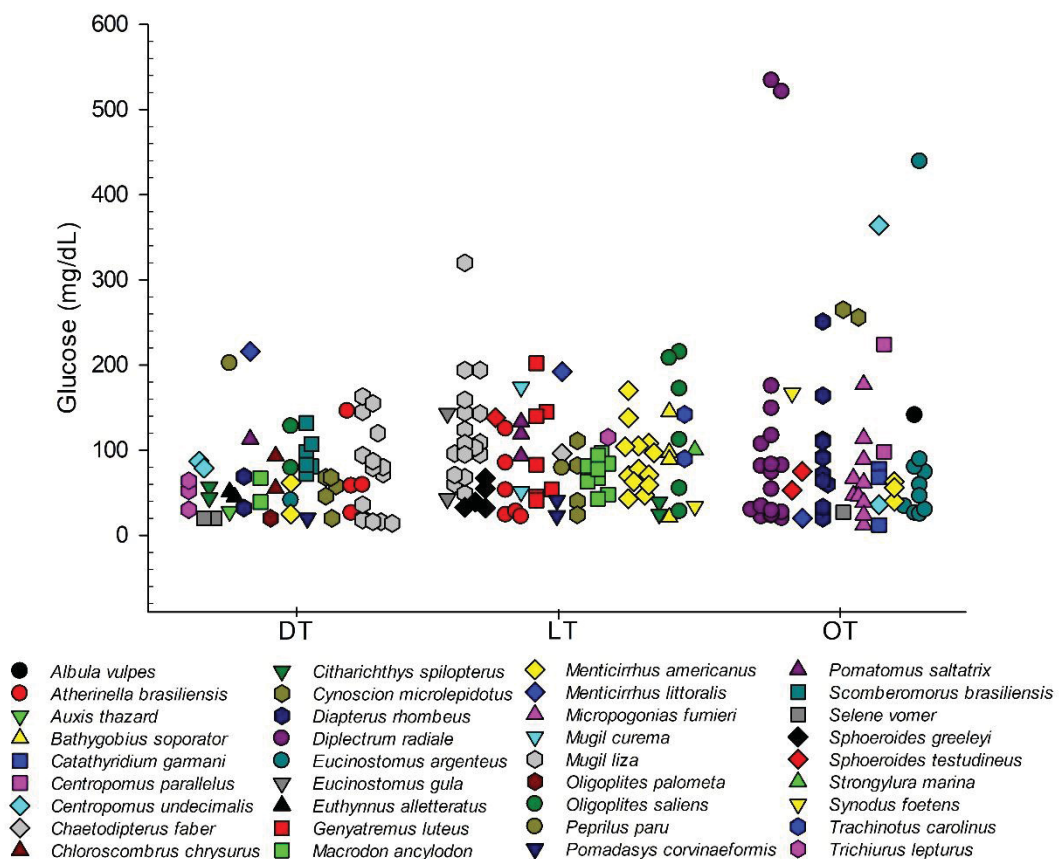 600
500
400
300
200
100
0
Glucose (mg/dL)
DT LT OT
Albula vulpes
Atherinella brasiliensis
Auxis thazard
Bathygobius soporator
Catathyridium garmani
Centropomus parallelus
Centropomus undecimalis
Chaetodipterus faber
Chloroscombrus chrysurus
Citharichthys spilopterus
Cynoscion microlepidotus
Diapterus rhombeus
Diplectrum radiale
Eucinostomus argenteus
Eucinostomus gula
Euthynnus alletteratus
Genyatremus luteus
Macrodon ancylodon
Menticirrhus americanus
Menticirrhus littoralis
Micropogonias furnieri
Mugil curema
Mugil liza
Oligoplites palometa
Oligoplites saliens
Peprilus paru
Pomadasys corvinaeformis
Pomatomus saltatrix
Scomberomorus brasiliensis
Selene vomer
Sphoeroides greeleyi
Sphoeroides testudineus
Strongylura marina
Synodus foetens
Trachinotus carolinus
Trichiurus lepturus